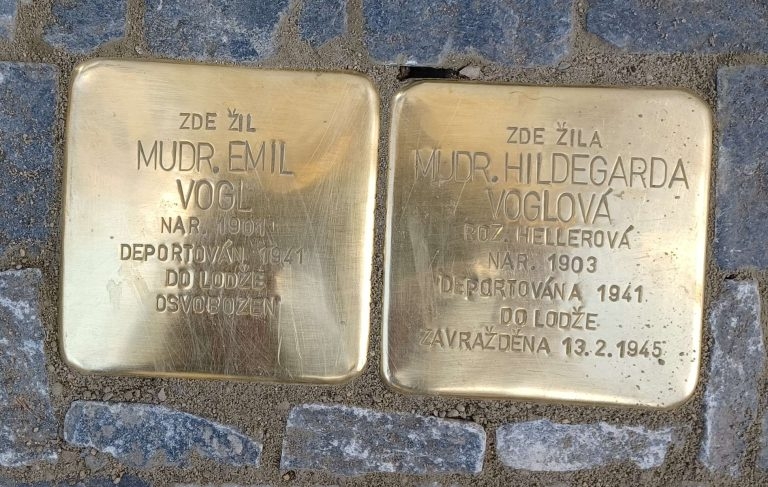 ZDE ŽIL
MUDR. EMIL
VOGL
NAR. 1901
DEPORTOVÁN 1941
DO LODŽE
OSVOBOZEN
ZDE ŽILA
MUDR. HILDEGARDA
VOGLOVÁ
ROZ. HELLEROVÁ
NAR. 1903
DEPORTOVÁNA 1941
DO LODŽE
ZAVRAŽDĚNA 13.2.1945